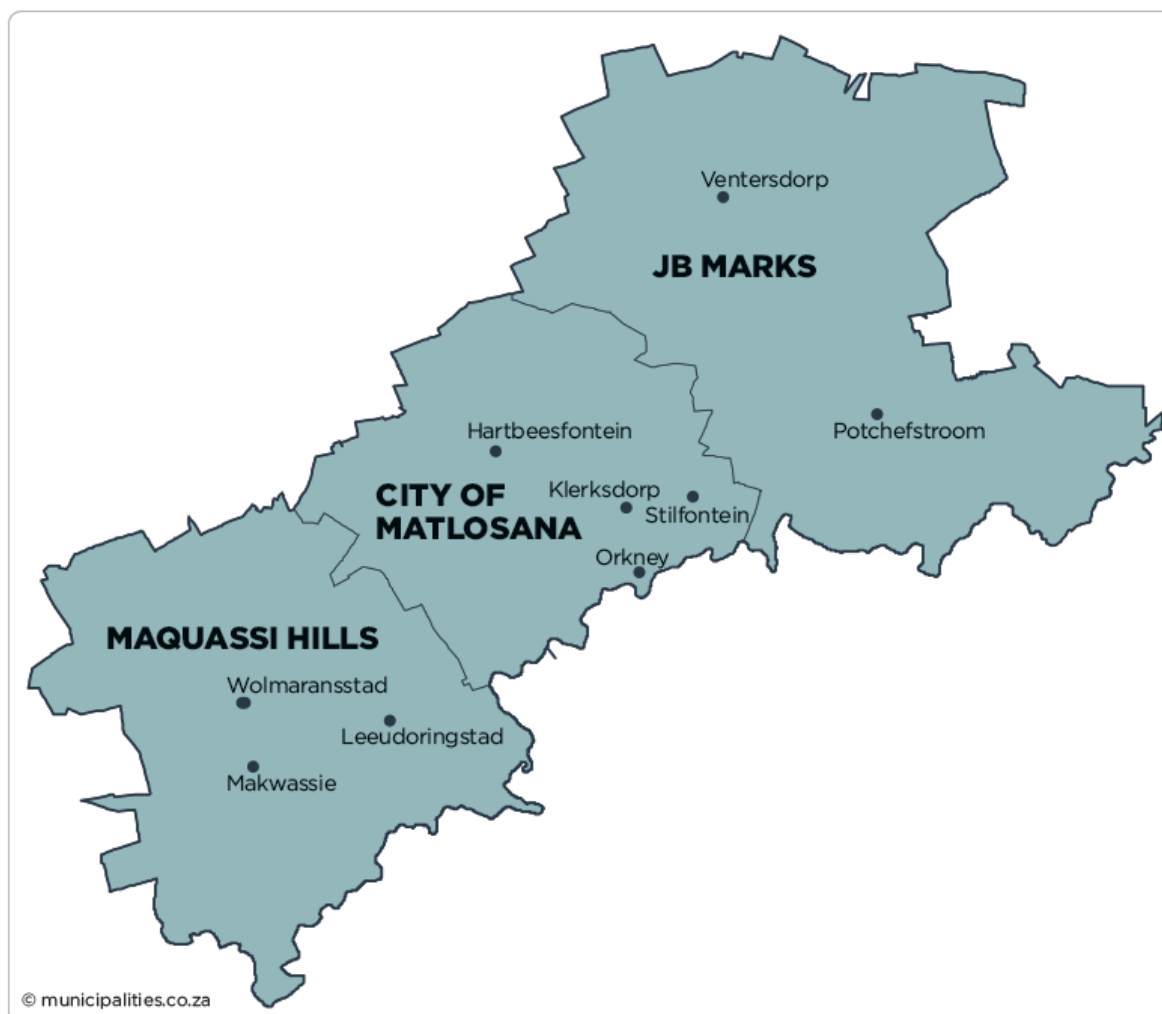 Ventersdorp
JB MARKS
Potchefstroom
Hartbeesfontein
CITY OF
MATLOSANA
Klerksdorp
Stilfontein
Orkney
MAQUASSI HILLS
Wolmaransstad
Leeudoringstad
Makwassie
© municipalities.co.za